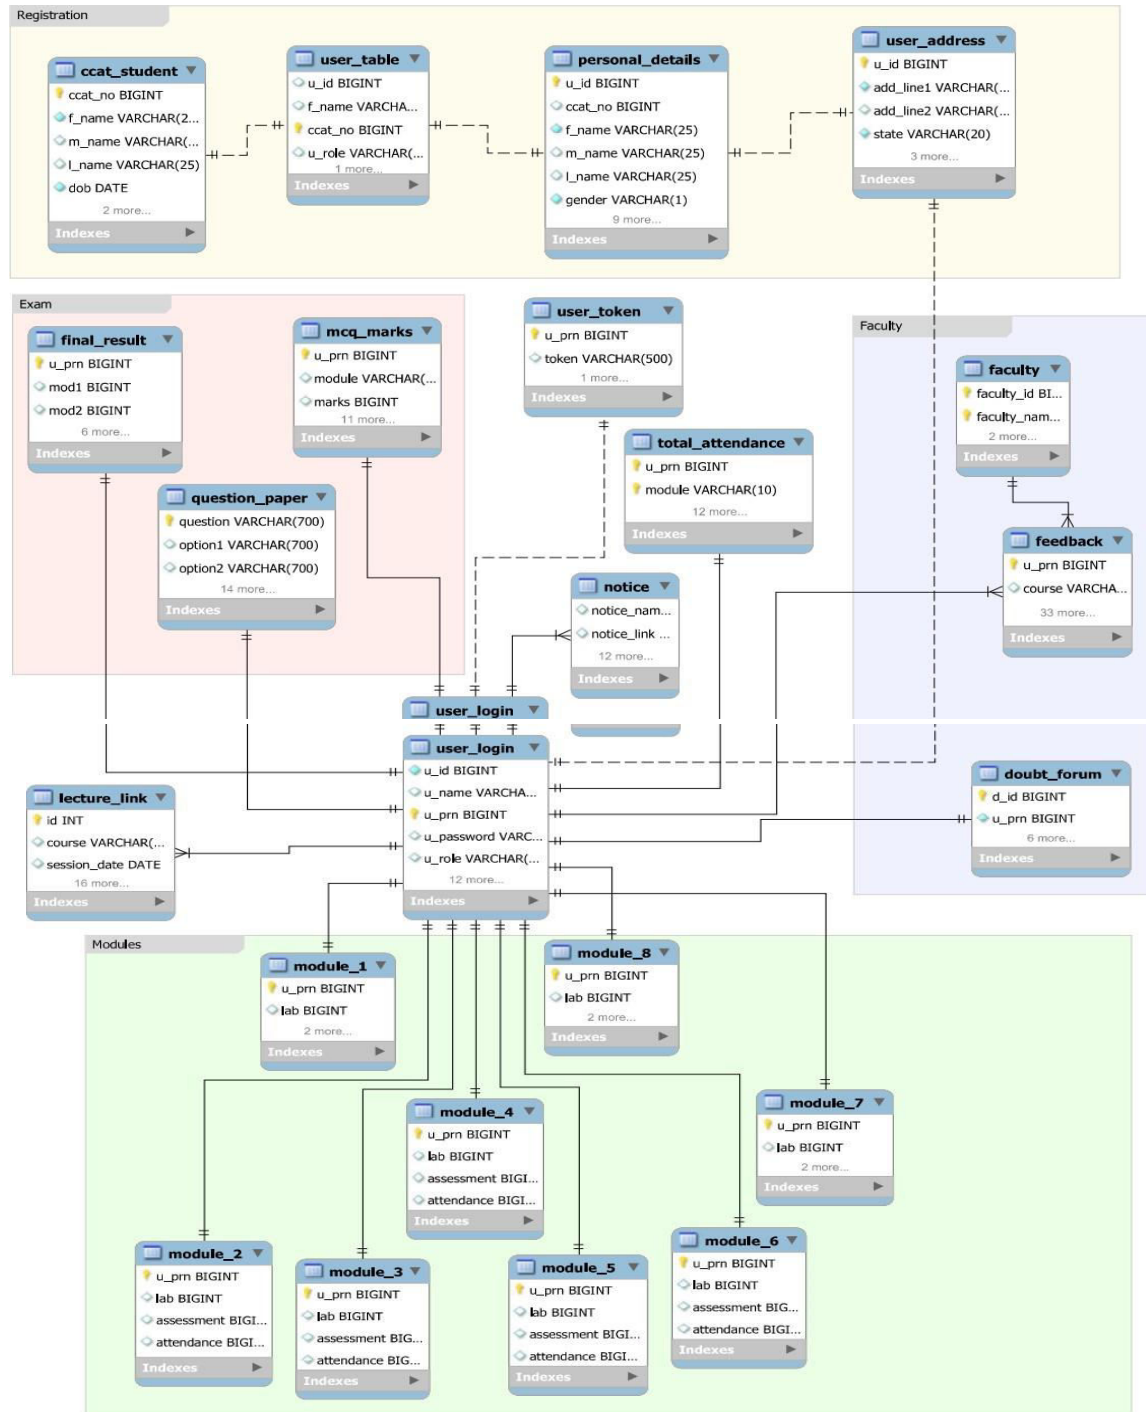 Registration
ccat_student
ccat_no BIGINT
f_name VARCHAR(2...
m_name VARCHAR(...
l_name VARCHAR(25)
dob DATE
2 more...
Indexes
user_table
u_id BIGINT
f_name VARCHA...
ccat_no BIGINT
u_role VARCHAR(...
1 more...
Indexes
personal_details
u_id BIGINT
ccat_no BIGINT
f_name VARCHAR(25)
m_name VARCHAR(25)
l_name VARCHAR(25)
gender VARCHAR(1)
9 more...
Indexes
user_address
u_id BIGINT
add_line1 VARCHAR(...
add_line2 VARCHAR(...
state VARCHAR(20)
3 more...
Indexes
Exam
final_result
u_prn BIGINT
mod1 BIGINT
mod2 BIGINT
6 more...
Indexes
mcq_marks
u_prn BIGINT
module VARCHAR(...
marks BIGINT
11 more...
Indexes
question_paper
question VARCHAR(700)
option1 VARCHAR(700)
option2 VARCHAR(700)
14 more...
Indexes
user_token
u_prn BIGINT
token VARCHAR(500)
1 more...
Indexes
total_attendance
u_prn BIGINT
module VARCHAR(10)
12 more...
Indexes
notice
notice_nam...
notice_link ...
12 more...
Indexes
Faculty
faculty
faculty_id BI...
faculty_nam...
2 more...
Indexes
feedback
u_prn BIGINT
course VARCHA...
33 more...
Indexes
user_login
user_login
u_id BIGINT
u_name VARCHA...
u_prn BIGINT
u_password VARC...
u_role VARCHAR(...
12 more...
Indexes
lecture_link
id INT
course VARCHAR(...
session_date DATE
16 more...
Indexes
doubt_forum
d_id BIGINT
u_prn BIGINT
6 more...
Indexes
Modules
module_1
u_prn BIGINT
lab BIGINT
2 more...
Indexes
module_8
u_prn BIGINT
lab BIGINT
2 more...
Indexes
module_4
u_prn BIGINT
lab BIGINT
assessment BIGI...
attendance BIGI...
Indexes
module_7
u_prn BIGINT
lab BIGINT
2 more...
Indexes
module_2
u_prn BIGINT
lab BIGINT
assessment BIGI...
attendance BIGI...
Indexes
module_3
u_prn BIGINT
lab BIGINT
assessment BIG...
attendance BIG...
Indexes
module_5
u_prn BIGINT
lab BIGINT
assessment BIGI...
attendance BIGI...
Indexes
module_6
u_prn BIGINT
lab BIGINT
assessment BIG...
attendance BIG...
Indexes